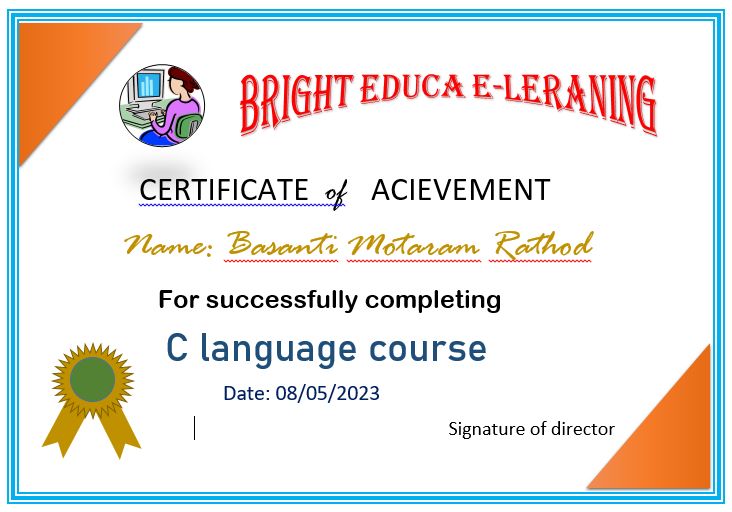 BRIGHT EDUCA E-LERANING
CERTIFICATE of ACIEVEMENT
Name: Basanti Motaram Rathod
For successfully completing
C language course
Date: 08/05/2023
Signature of director